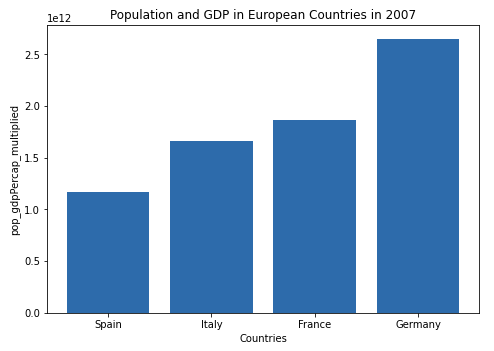 Population and GDP in European Countries in 2007
1e12
2.5
2.0
1.5
1.0
0.5
0.0
pop_gdpPercap_multiplied
Spain Italy France Germany
Countries